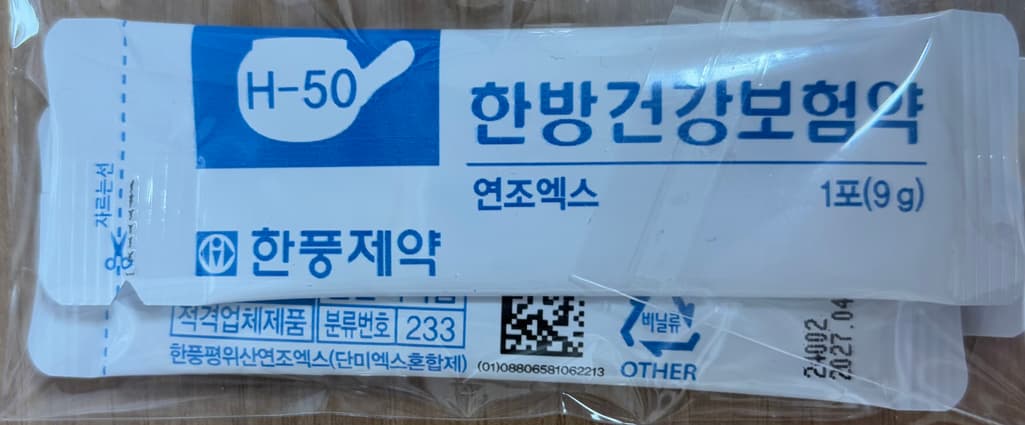 H-50
한방건강보험약
연조엑스 1포(9g)
자르는선
한풍제약
적격업체제품 분류번호 233
한풍평위산연조엑스(단미엑스혼합제)
(01)08806581062213
비닐류
OTHER
24002
2027.04